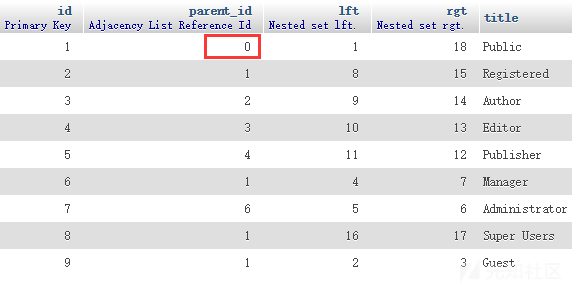 id parent_id lft rgt title
Primary Key Adjacency List Reference Id Nested set lft. Nested set rgt.
1 0 1 18 Public
2 1 8 15 Registered
3 2 9 14 Author
4 3 10 13 Editor
5 4 11 12 Publisher
6 1 4 7 Manager
7 6 5 6 Administrator
8 1 16 17 Super Users
9 1 2 3 Guest